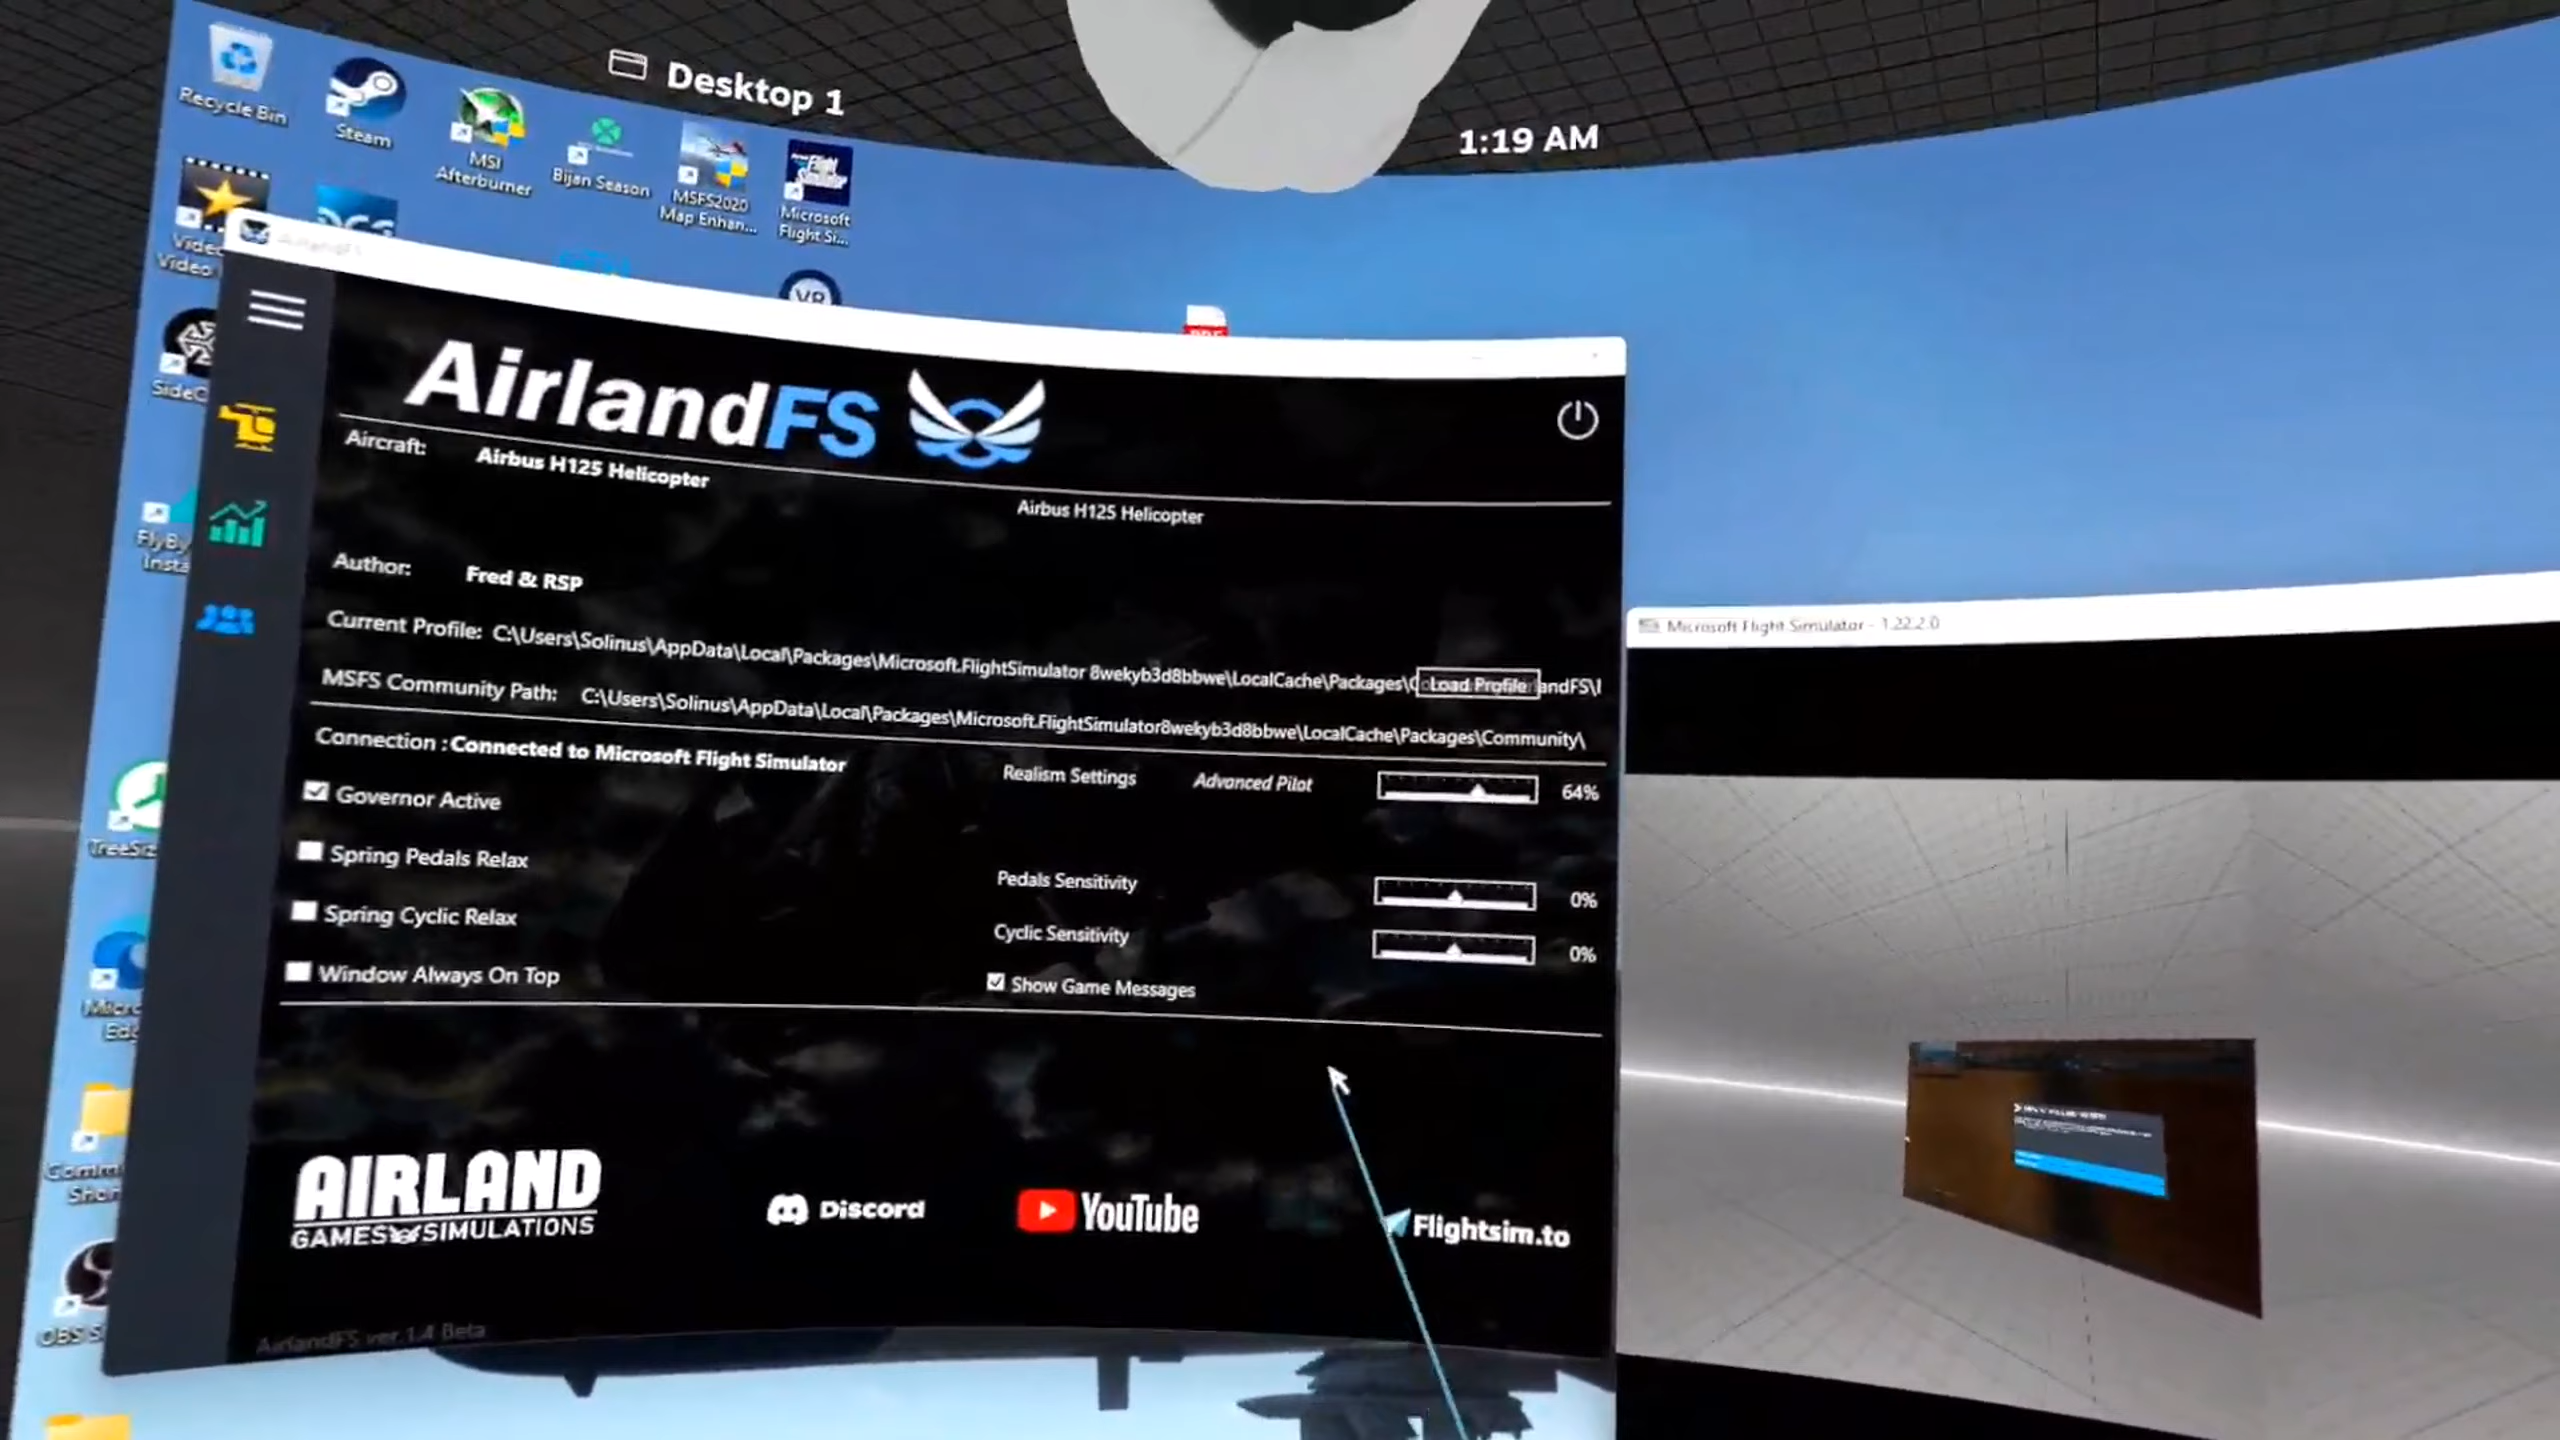 Desktop 1
1:19 AM
Recycle Bin
Steam
MSI
Afterburner
Bijan Season
MSFS2020
Map Enhan...
Microsoft
Flight Si...
Video
VR
AirlandFS
AirlandFS
Aircraft: Airbus H125 Helicopter
Airbus H125 Helicopter
Author: Fred & RSP
Current Profile: C:\Users\Solinus\AppData\Local\Packages\Microsoft.FlightSimulator 8wekyb3d8bbwe\LocalCache\Packages\C
Load Profile
andFS\
MSFS Community Path: C:\Users\Solinus\AppData\Local\Packages\Microsoft.FlightSimulator8wekyb3d8bbwe\LocalCache\Packages\Community\
Connection : Connected to Microsoft Flight Simulator
Realism Settings Advanced Pilot 64%
Governor Active
Spring Pedals Relax
Pedals Sensitivity 0%
Spring Cyclic Relax
Cyclic Sensitivity 0%
Window Always On Top
Show Game Messages
AIRLAND
GAMES SIMULATIONS
Discord
YouTube
Flightsim.to
AirlandFS ver.1.4 Beta
Microsoft Flight Simulator - 1.22.2.0